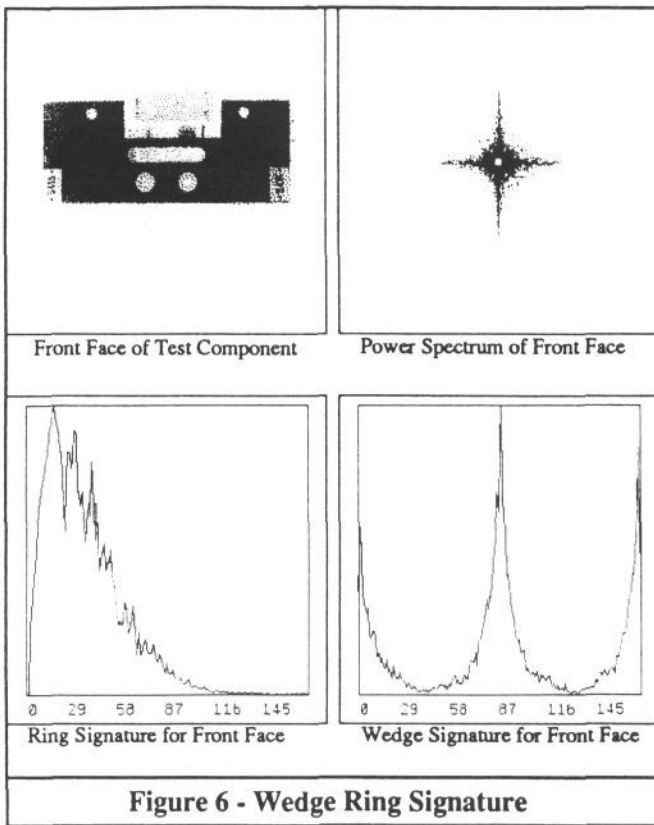 Front Face of Test Component
Power Spectrum of Front Face
0 29 58 87 116 145
Ring Signature for Front Face
0 29 58 87 116 145
Wedge Signature for Front Face
Figure 6 - Wedge Ring Signature